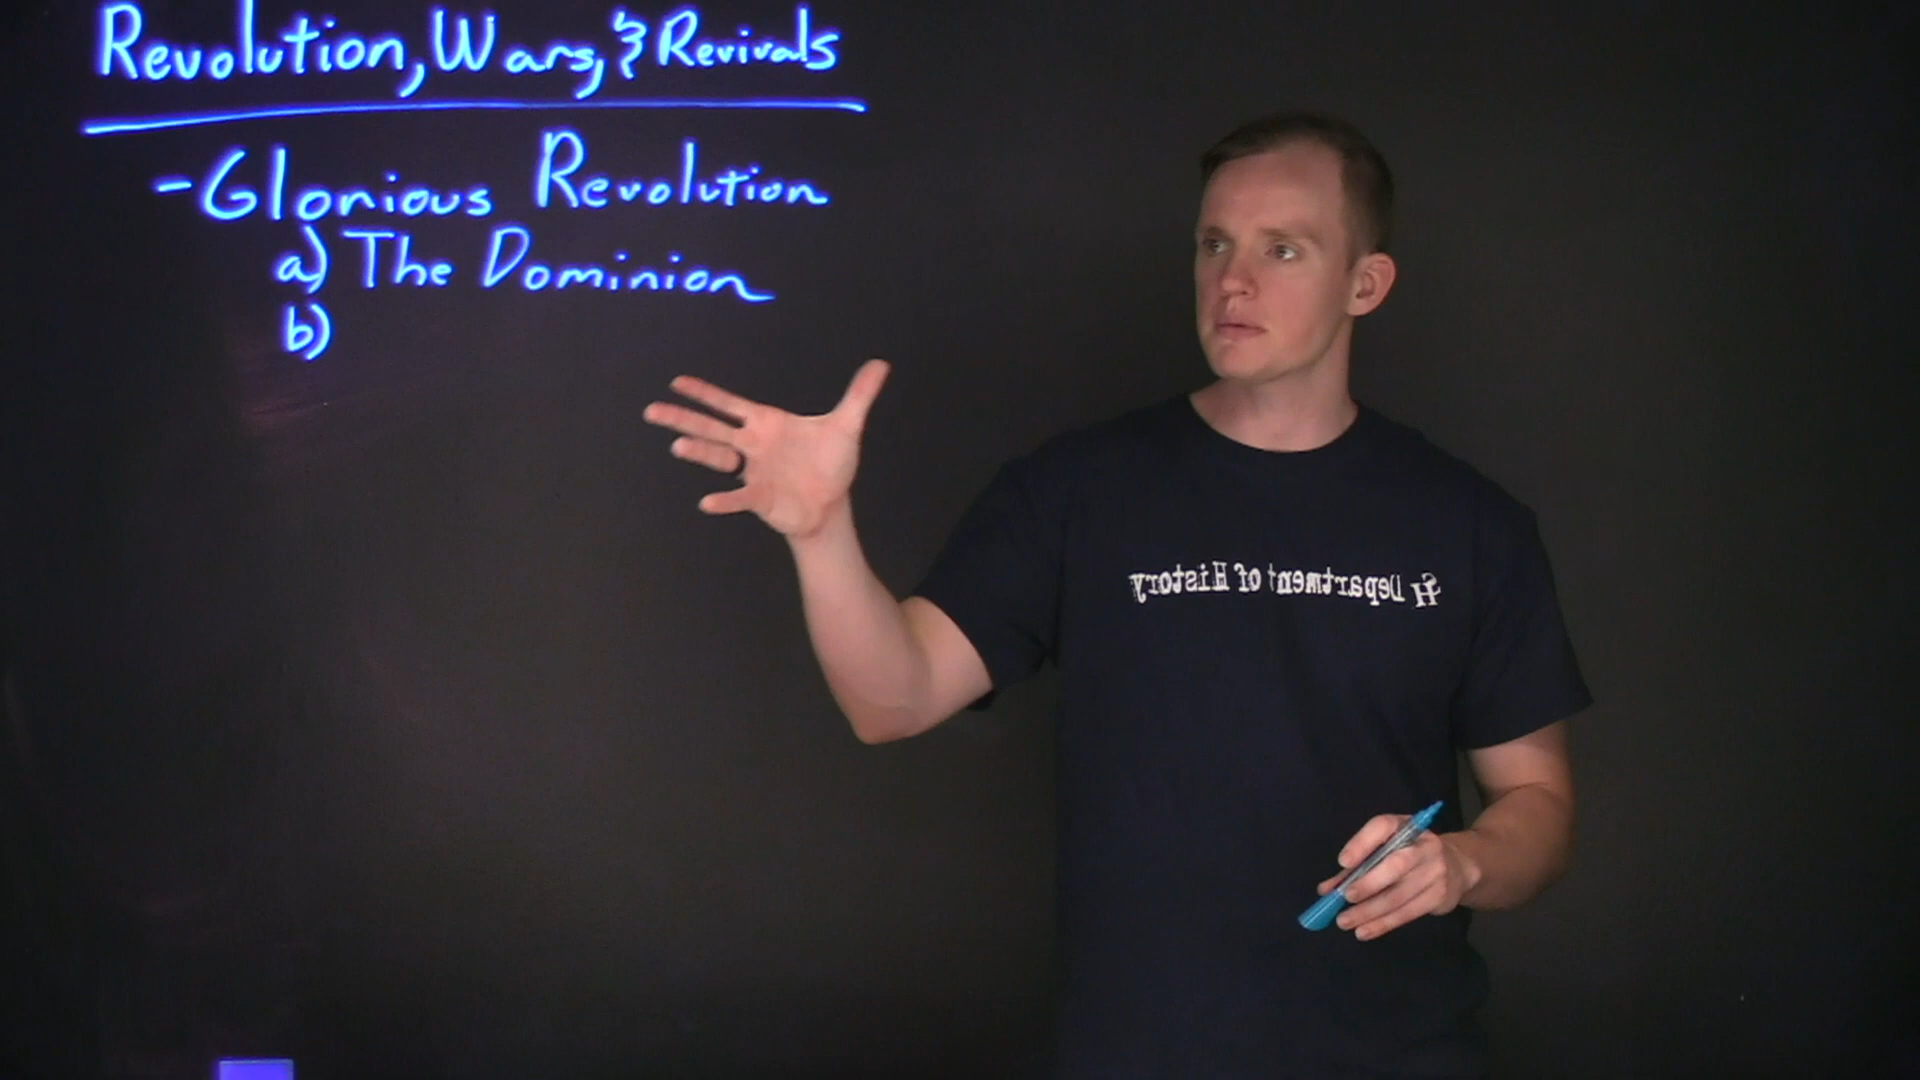 Revolution, Wars, & Revivals
- Glorious Revolution
a) The Dominion
b)
H Department of History